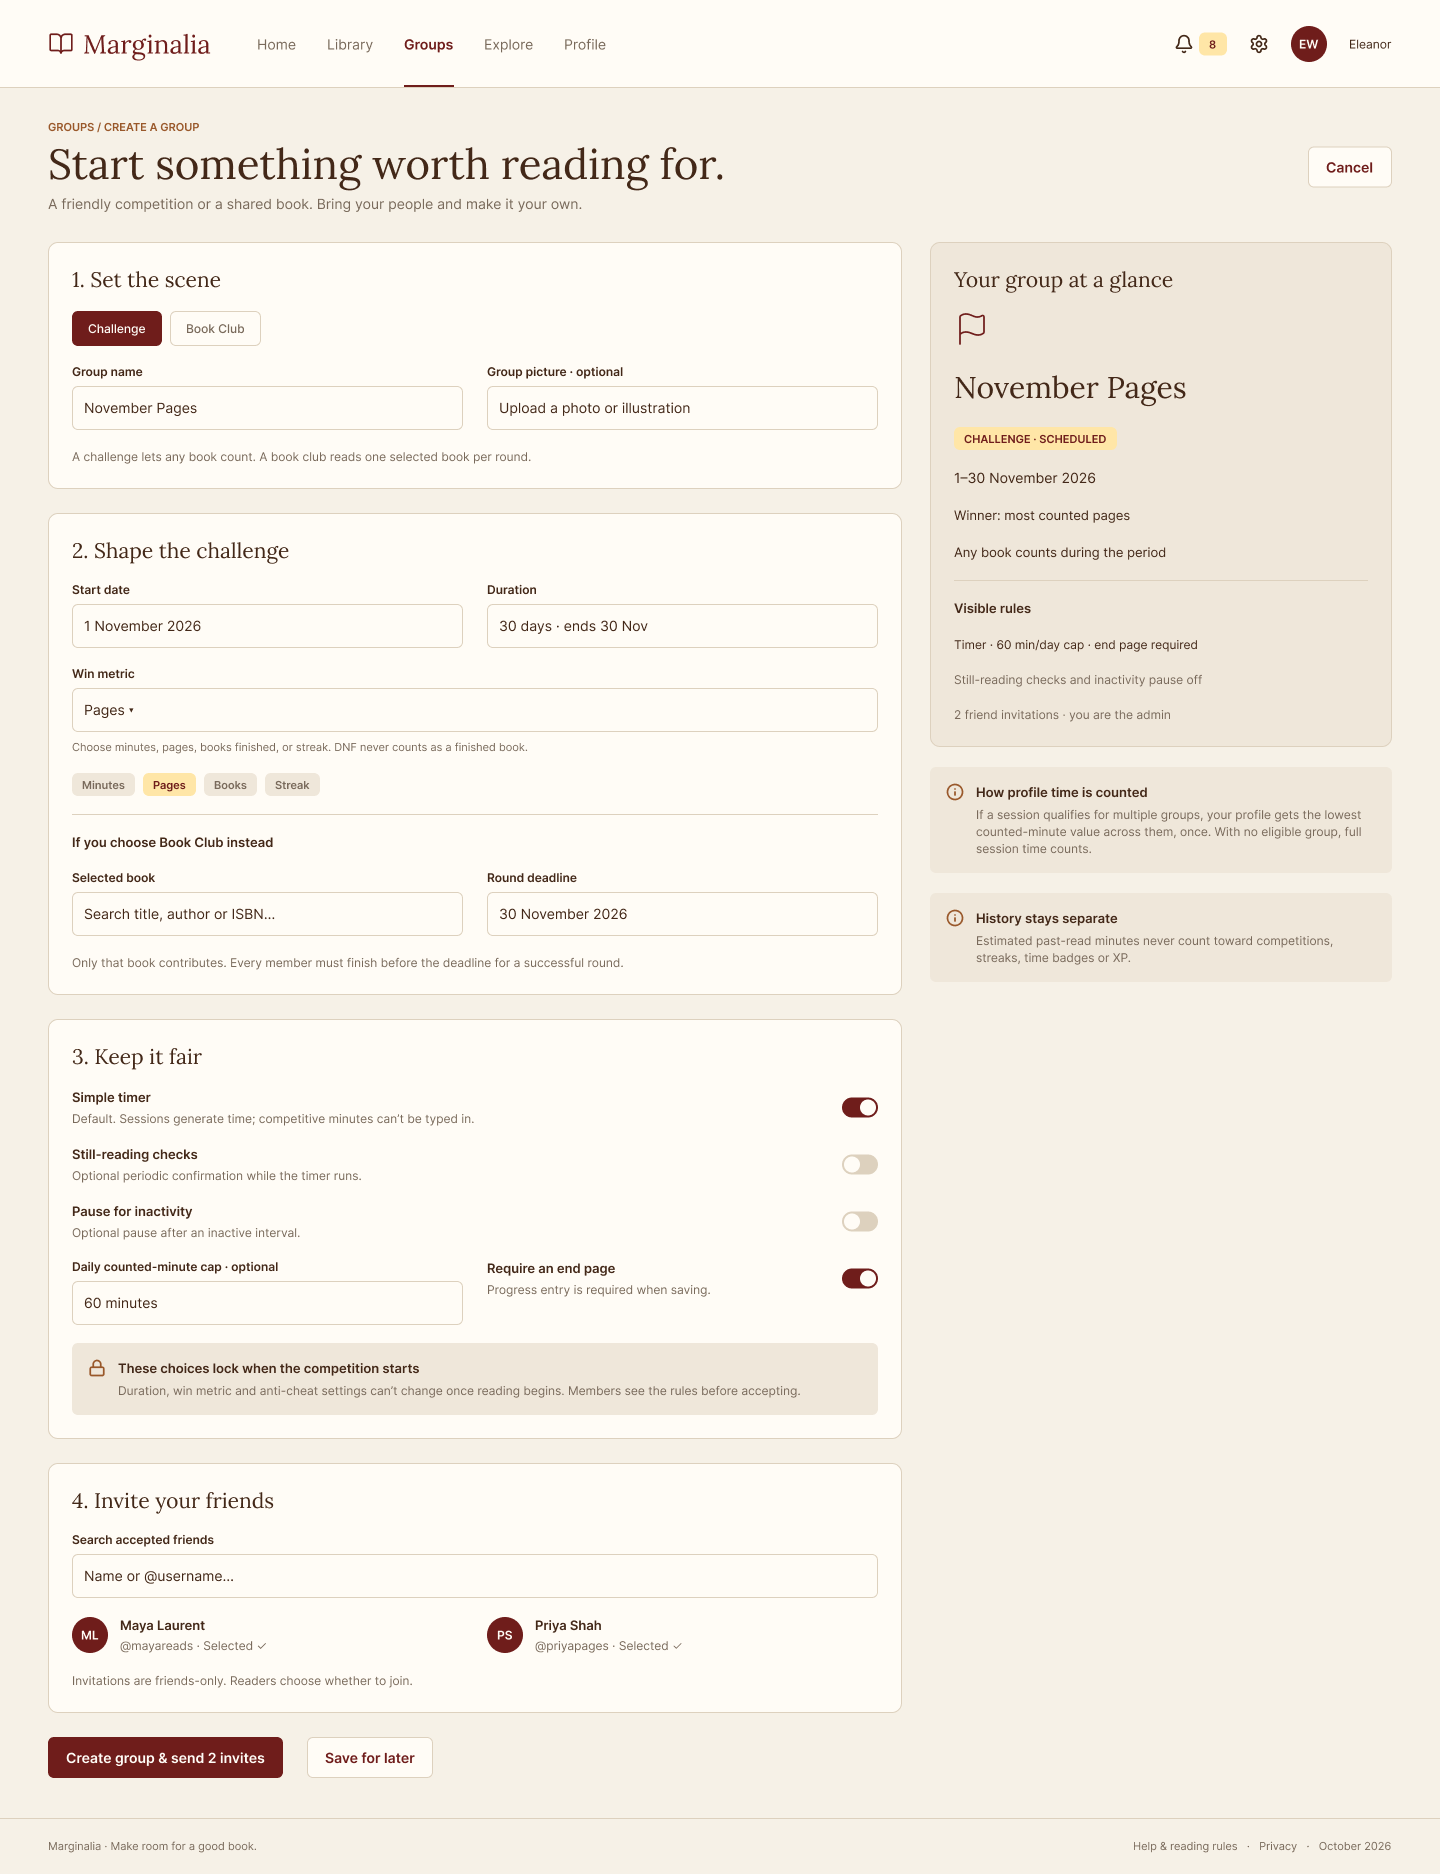 Marginalia
Home
Library
Groups
Explore
Profile
8
EW
Eleanor
GROUPS / CREATE A GROUP
Start something worth reading for.
A friendly competition or a shared book. Bring your people and make it your own.
Cancel
1. Set the scene
Challenge
Book Club
Group name
Group picture · optional
November Pages
Upload a photo or illustration
A challenge lets any book count. A book club reads one selected book per round.
2. Shape the challenge
Start date
Duration
1 November 2026
30 days · ends 30 Nov
Win metric
Pages ▾
Choose minutes, pages, books finished, or streak. DNF never counts as a finished book.
Minutes
Pages
Books
Streak
If you choose Book Club instead
Selected book
Round deadline
Search title, author or ISBN…
30 November 2026
Only that book contributes. Every member must finish before the deadline for a successful round.
3. Keep it fair
Simple timer
Default. Sessions generate time; competitive minutes can’t be typed in.
Still-reading checks
Optional periodic confirmation while the timer runs.
Pause for inactivity
Optional pause after an inactive interval.
Daily counted-minute cap · optional
60 minutes
Require an end page
Progress entry is required when saving.
These choices lock when the competition starts
Duration, win metric and anti-cheat settings can’t change once reading begins. Members see the rules before accepting.
4. Invite your friends
Search accepted friends
Name or @username…
ML
Maya Laurent
@mayareads · Selected ✓
PS
Priya Shah
@priyapages · Selected ✓
Invitations are friends-only. Readers choose whether to join.
Create group & send 2 invites
Save for later
Your group at a glance
November Pages
CHALLENGE · SCHEDULED
1–30 November 2026
Winner: most counted pages
Any book counts during the period
Visible rules
Timer · 60 min/day cap · end page required
Still-reading checks and inactivity pause off
2 friend invitations · you are the admin
How profile time is counted
If a session qualifies for multiple groups, your profile gets the lowest
counted-minute value across them, once. With no eligible group, full
session time counts.
History stays separate
Estimated past-read minutes never count toward competitions,
streaks, time badges or XP.
Marginalia · Make room for a good book.
Help & reading rules · Privacy · October 2026